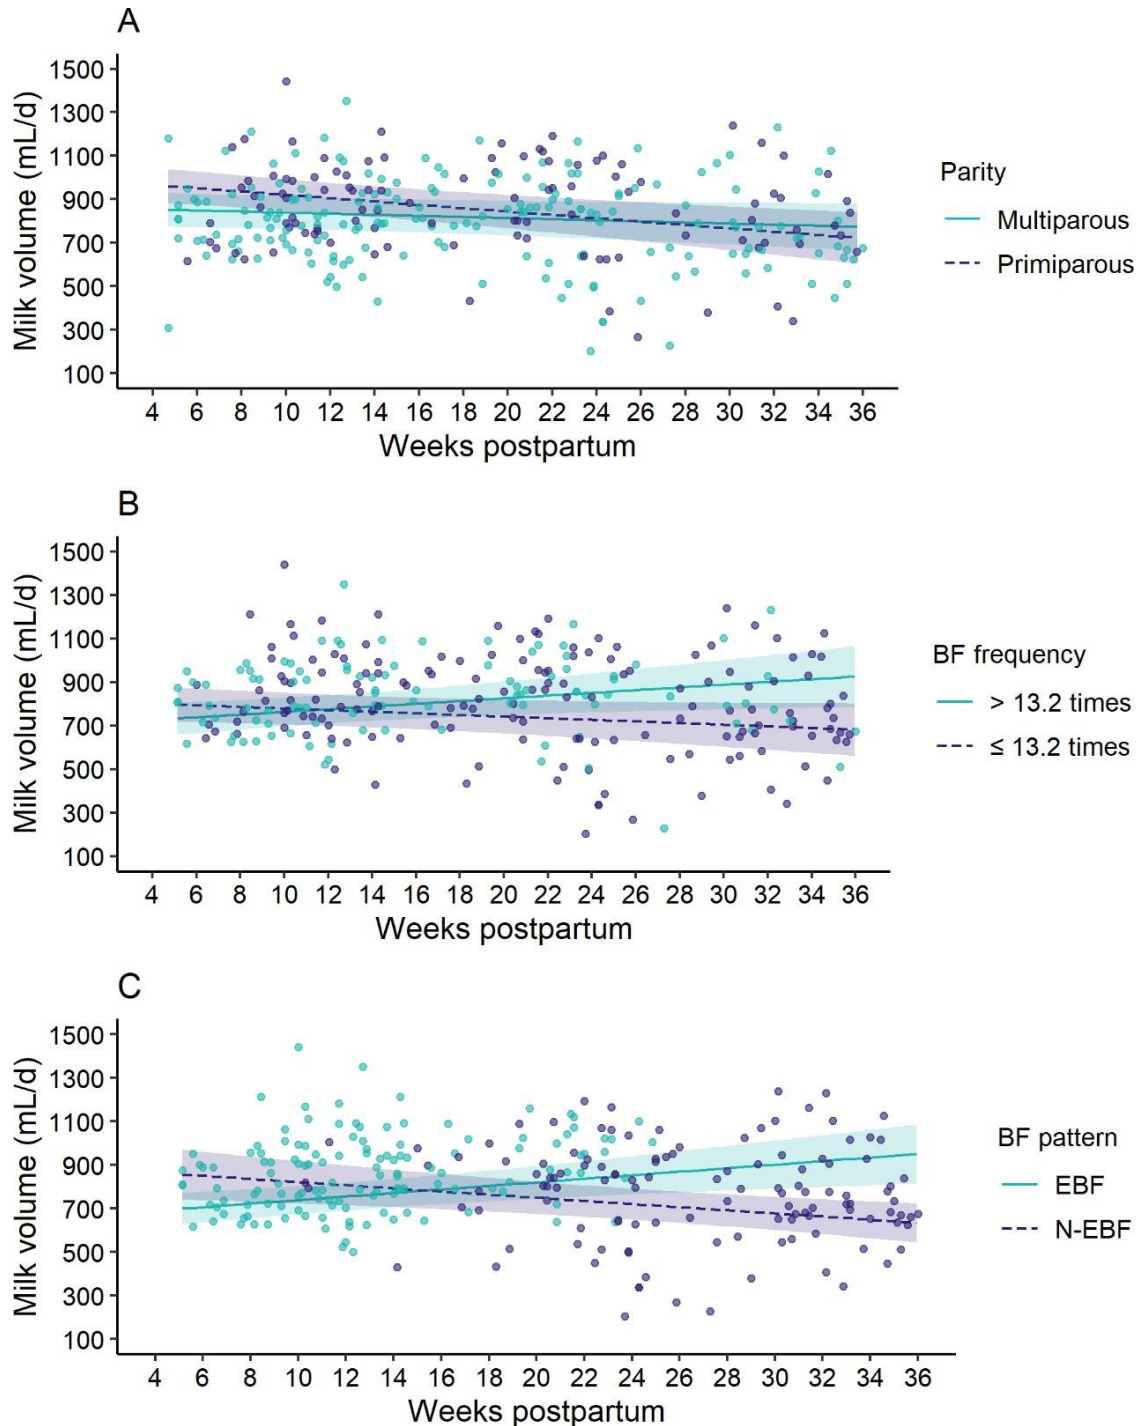 A
1500
1300
1100
900
700
500
300
100
Milk volume (mL/d)
4 6 8 10 12 14 16 18 20 22 24 26 28 30 32 34 36
Weeks postpartum
Parity
Multiparous
Primiparous
B
1500
1300
1100
900
700
500
300
100
Milk volume (mL/d)
4 6 8 10 12 14 16 18 20 22 24 26 28 30 32 34 36
Weeks postpartum
BF frequency
> 13.2 times
≤ 13.2 times
C
1500
1300
1100
900
700
500
300
100
Milk volume (mL/d)
4 6 8 10 12 14 16 18 20 22 24 26 28 30 32 34 36
Weeks postpartum
BF pattern
EBF
N-EBF